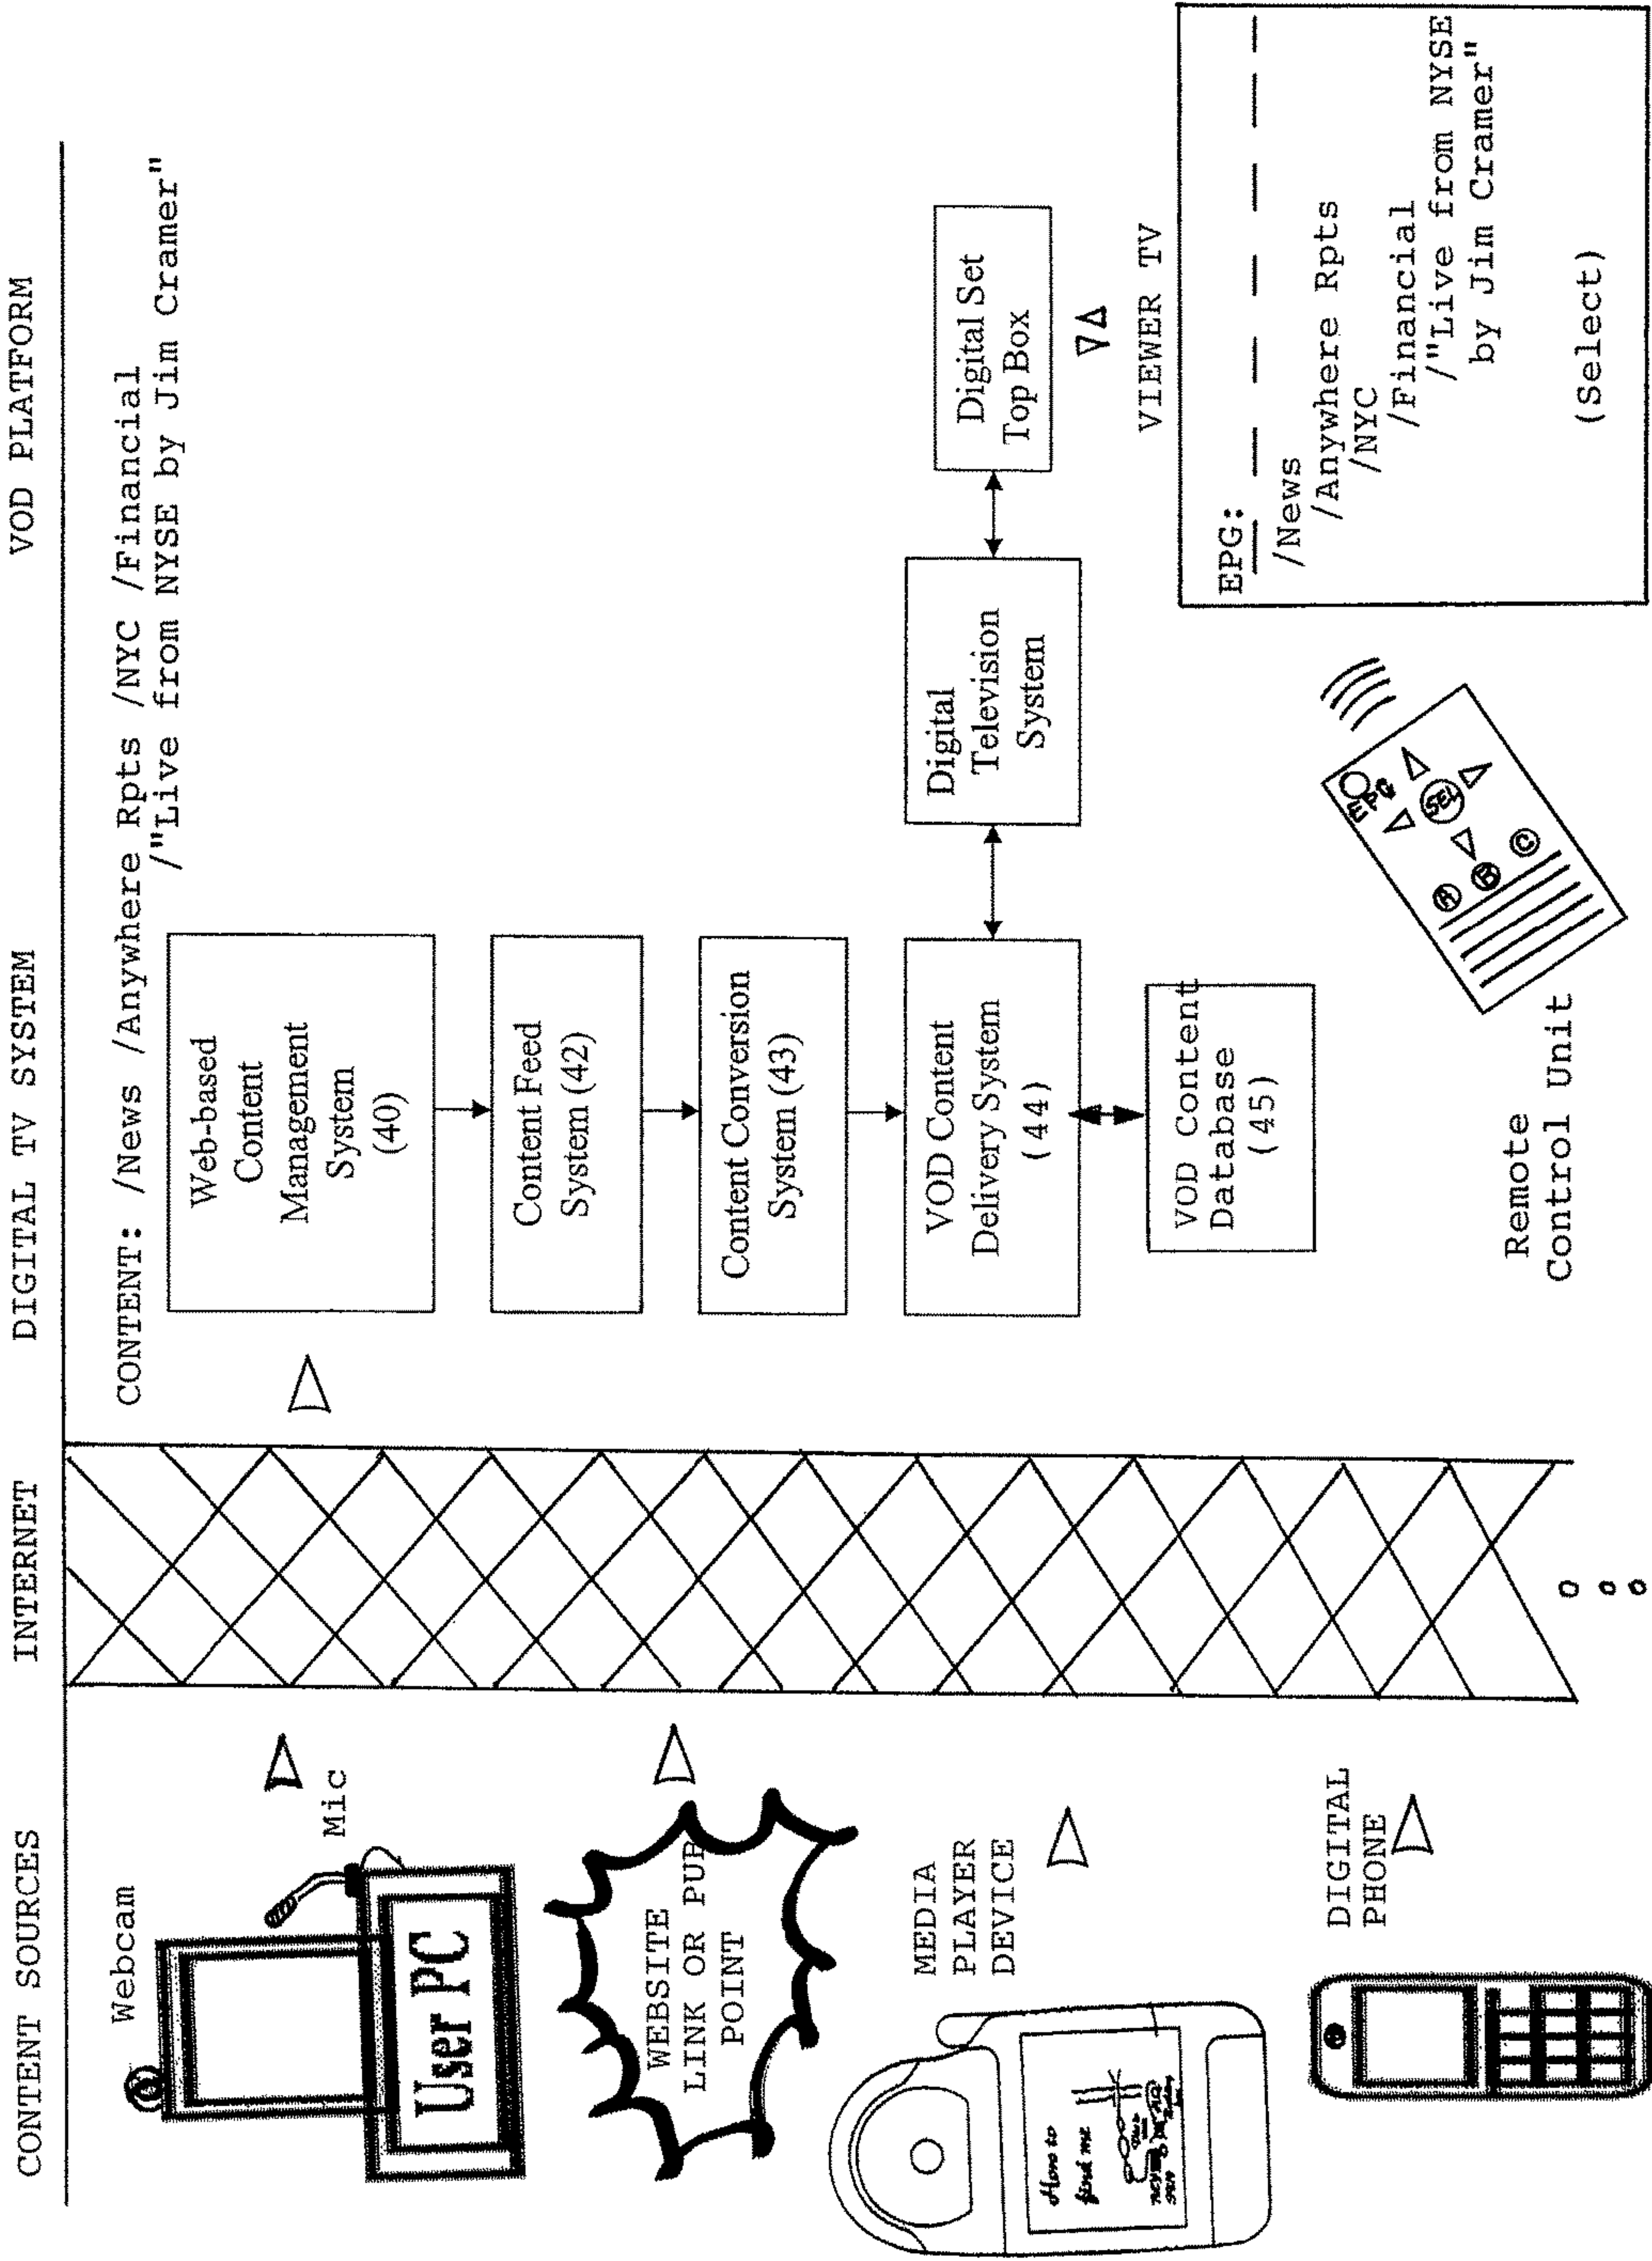 CONTENT SOURCES
INTERNET
DIGITAL TV SYSTEM
VOD PLATFORM
CONTENT: /News /Anywhere Rpts /NYC /Financial
/"Live from NYSE by Jim Cramer"
Webcam
Mic
User PC
WEBSITE
LINK OR PUB
POINT
MEDIA
PLAYER
DEVICE
How to
find me
DIGITAL
PHONE
Web-based
Content
Management
System
(40)
Content Feed
System (42)
Content Conversion
System (43)
VOD Content
Delivery System
(44)
VOD Content
Database
(45)
Digital
Television
System
Digital Set
Top Box
VIEWER TV
Remote
Control Unit
EPG
SEL
A
B
C
EPG:
/News
/Anywhere Rpts
/NYC
/Financial
/"Live from NYSE
by Jim Cramer"
(Select)